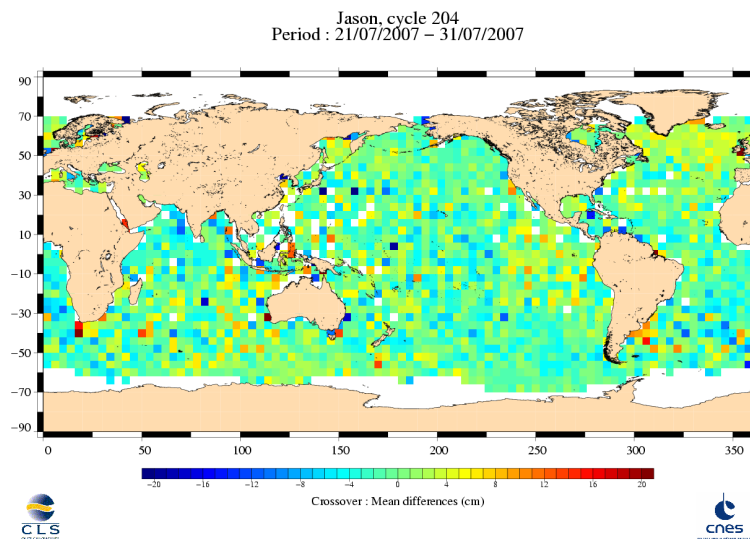 Jason, cycle 204
Period : 21/07/2007 − 31/07/2007
90
70
50
30
10
−10
−30
−50
−70
−90
0 50 100 150 200 250 300 350
−20 −16 −12 −8 −4 0 4 8 12 16 20
Crossover : Mean differences (cm)
CLS
cnes